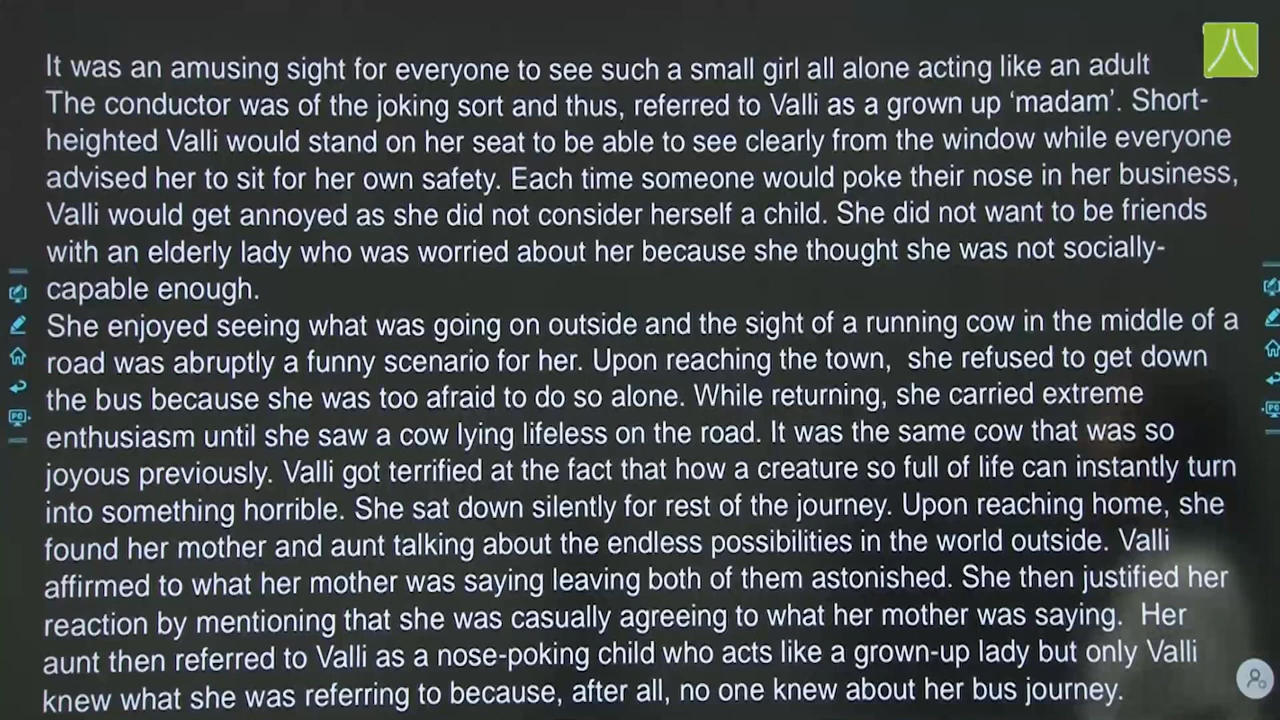 It was an amusing sight for everyone to see such a small girl all alone acting like an adult
The conductor was of the joking sort and thus, referred to Valli as a grown up ‘madam’. Short-
heighted Valli would stand on her seat to be able to see clearly from the window while everyone
advised her to sit for her own safety. Each time someone would poke their nose in her business,
Valli would get annoyed as she did not consider herself a child. She did not want to be friends
with an elderly lady who was worried about her because she thought she was not socially-
capable enough.
She enjoyed seeing what was going on outside and the sight of a running cow in the middle of a
road was abruptly a funny scenario for her. Upon reaching the town, she refused to get down
the bus because she was too afraid to do so alone. While returning, she carried extreme
enthusiasm until she saw a cow lying lifeless on the road. It was the same cow that was so
joyous previously. Valli got terrified at the fact that how a creature so full of life can instantly turn
into something horrible. She sat down silently for rest of the journey. Upon reaching home, she
found her mother and aunt talking about the endless possibilities in the world outside. Valli
affirmed to what her mother was saying leaving both of them astonished. She then justified her
reaction by mentioning that she was casually agreeing to what her mother was saying. Her
aunt then referred to Valli as a nose-poking child who acts like a grown-up lady but only Valli
knew what she was referring to because, after all, no one knew about her bus journey.